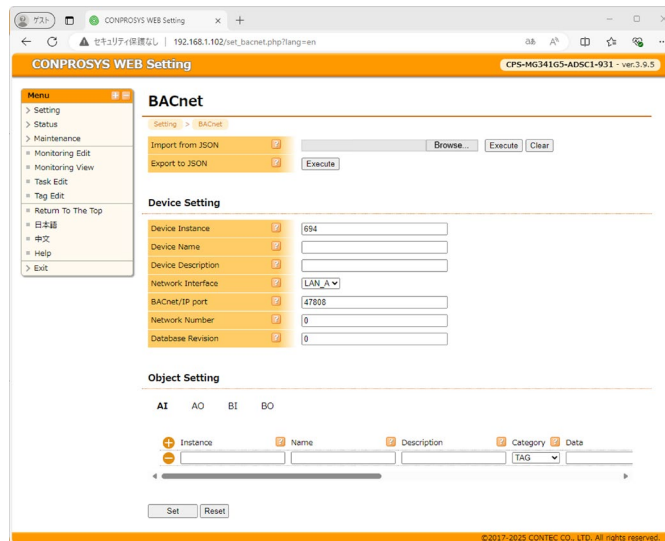 ゲスト
CONPROSYS WEB Setting
セキュリティ保護なし | 192.168.1.102/set_bacnet.php?lang=en
CONPROSYS WEB Setting
CPS-MG341G5-ADSC1-931 - ver.3.9.5
Menu
> Setting
> Status
> Maintenance
Monitoring Edit
Monitoring View
Task Edit
Tag Edit
Return To The Top
日本語
中文
Help
> Exit
BACnet
Setting > BACnet
Import from JSON ? Browse... Execute Clear
Export to JSON ? Execute
Device Setting
Device Instance ? 694
Device Name ?
Device Description ?
Network Interface ? LAN_A
BACnet/IP port ? 47808
Network Number ? 0
Database Revision ? 0
Object Setting
AI AO BI BO
Instance ? Name ? Description ? Category ? Data
TAG
Set Reset
©2017-2025 CONTEC CO., LTD. All rights reserved.